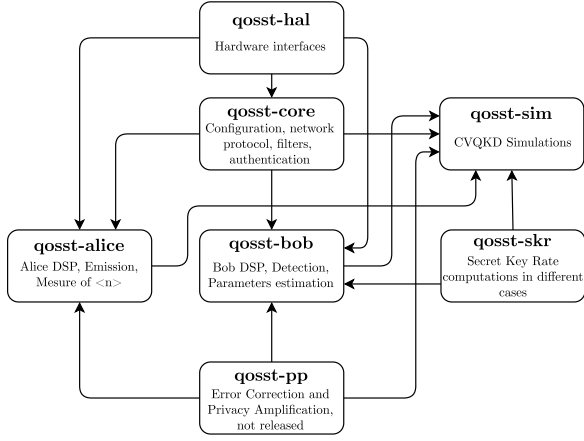 qosst-hal
Hardware interfaces
qosst-core
Configuration, network
protocol, filters,
authentication
qosst-sim
CVQKD Simulations
qosst-alice
Alice DSP, Emission,
Mesure of <n>
qosst-bob
Bob DSP, Detection,
Parameters estimation
qosst-skr
Secret Key Rate
computations in different
cases
qosst-pp
Error Correction and
Privacy Amplification,
not released